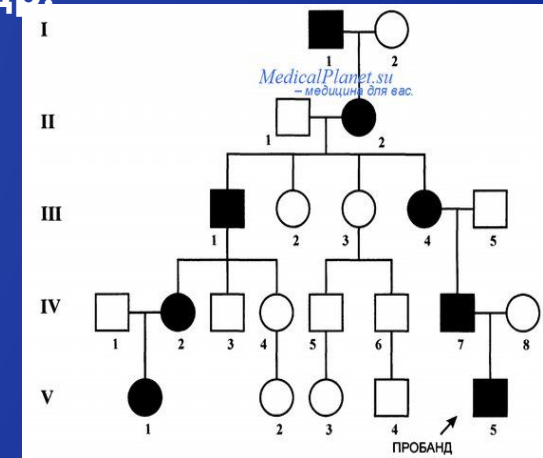 I
1 2
MedicalPlanet.su
– медицина для вас.
II
1 2
III
1 2 3 4 5
IV
1 2 3 4 5 6 7 8
V
1 2 3 4 5
ПРОБАНД